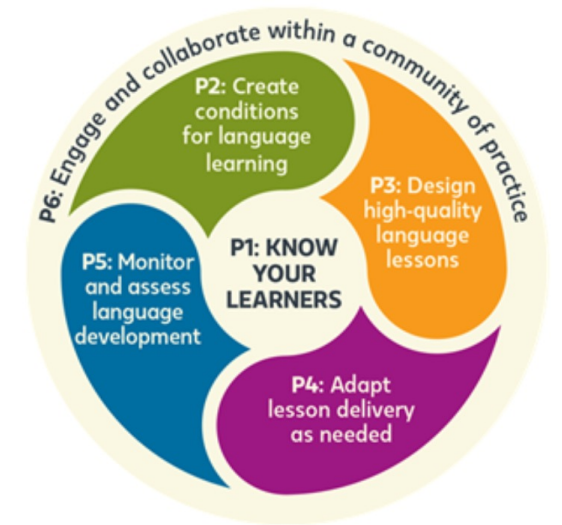 P6: Engage and collaborate within a community of practice
P2: Create
conditions
for language
learning
P3: Design
high-quality
language
lessons
P1: KNOW
YOUR
LEARNERS
P5: Monitor
and assess
language
development
P4: Adapt
lesson delivery
as needed